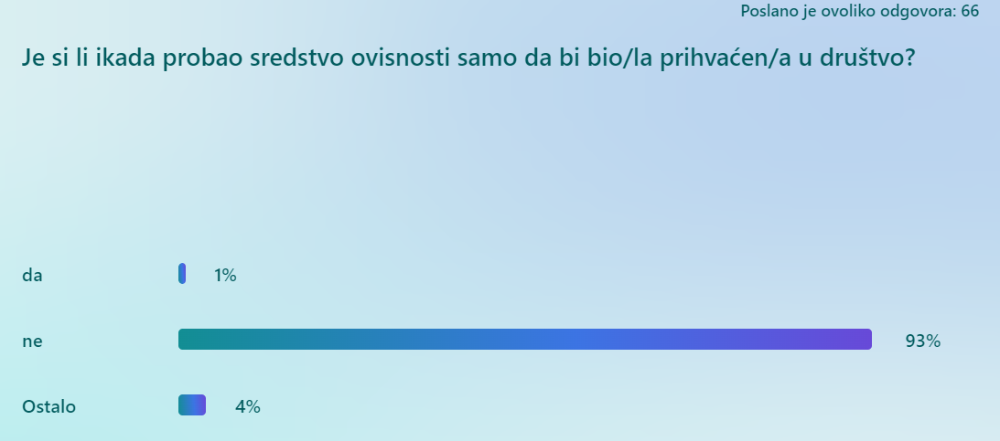 Poslano je ovoliko odgovora: 66
Je si li ikada probao sredstvo ovisnosti samo da bi bio/la prihvaćen/a u društvo?
da 1%
ne 93%
Ostalo 4%